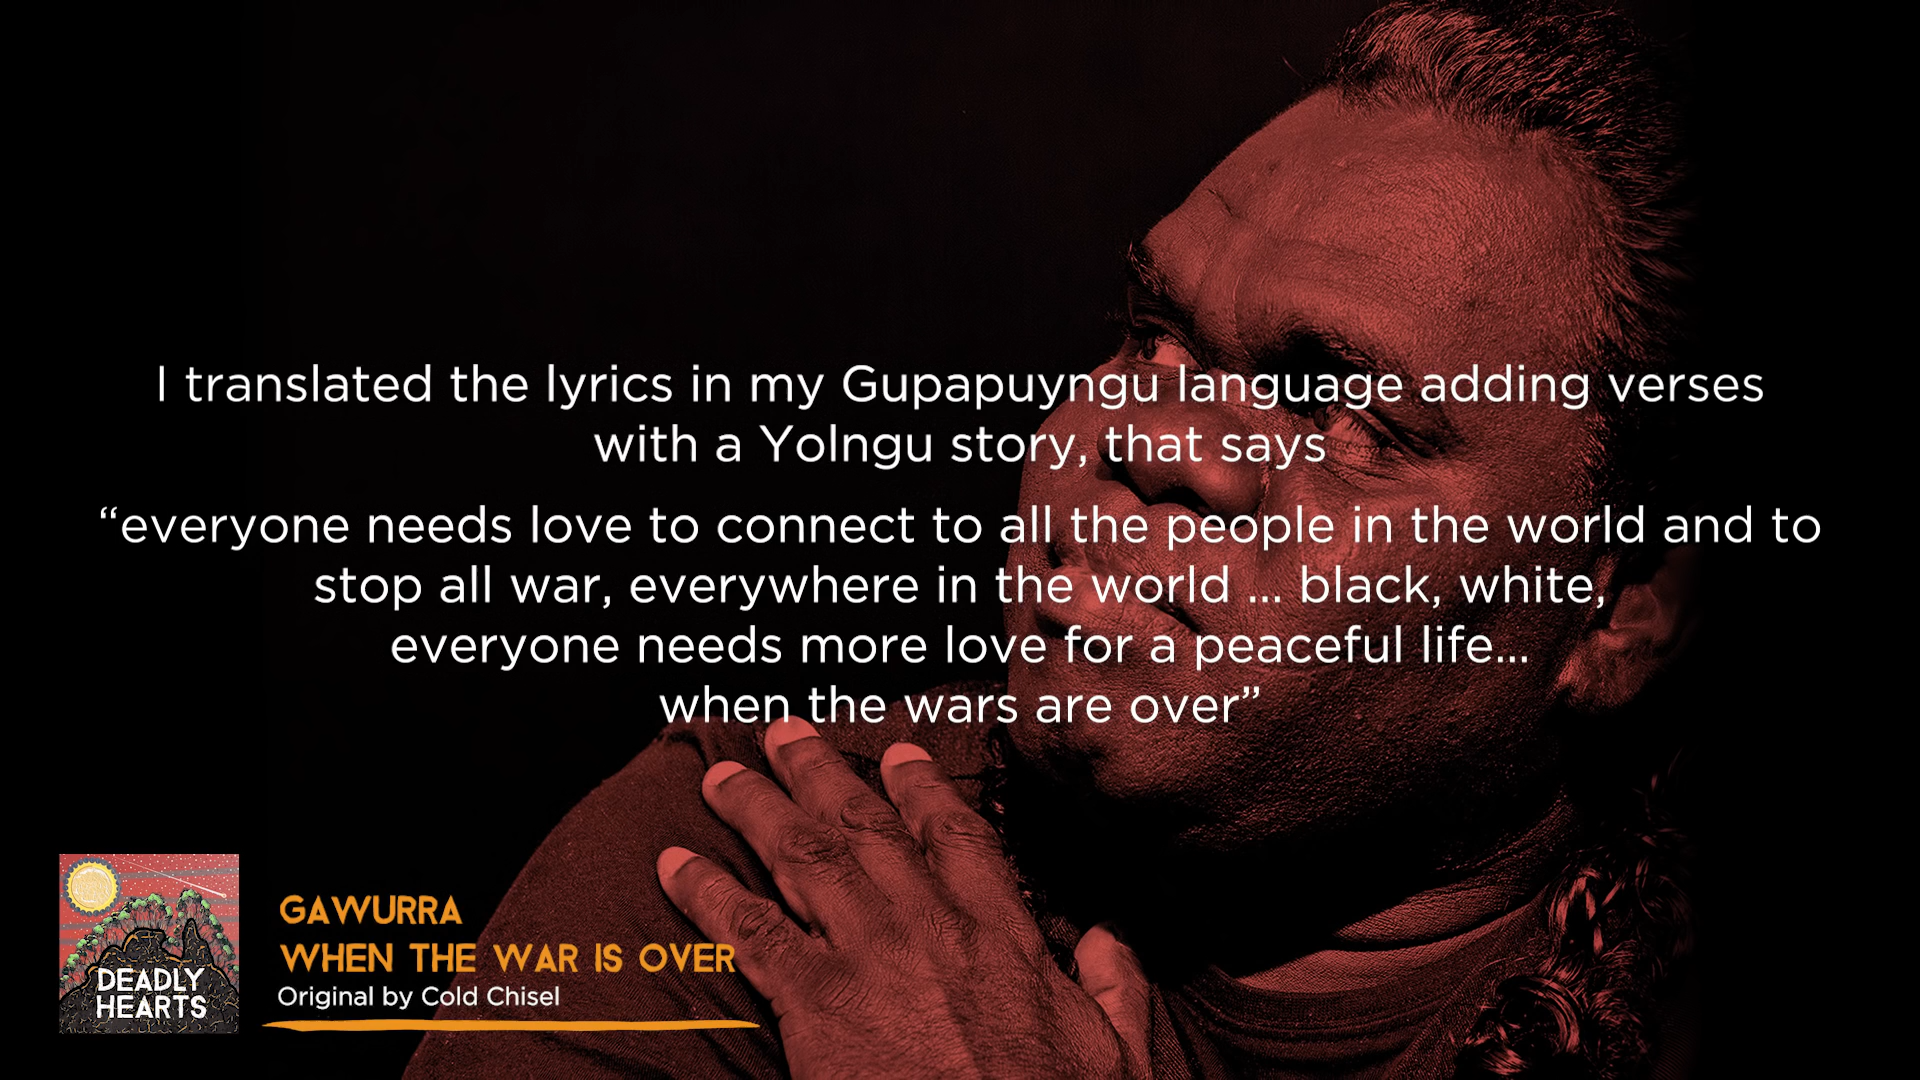 I translated the lyrics in my Gupapuyngu language adding verses
with a Yolngu story, that says
“everyone needs love to connect to all the people in the world and to
stop all war, everywhere in the world ... black, white,
everyone needs more love for a peaceful life...
when the wars are over”
DEADLY
HEARTS
GAWURRA
WHEN THE WAR IS OVER
Original by Cold Chisel